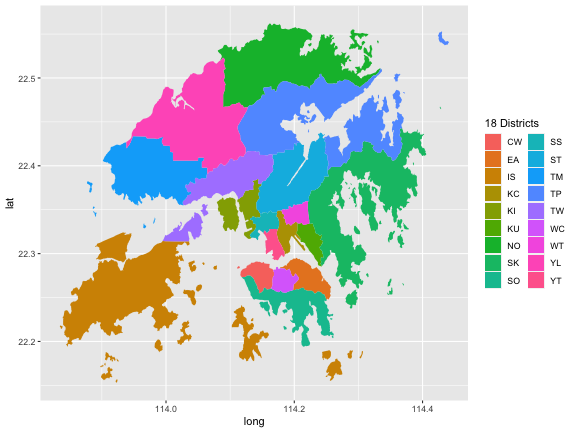 22.5
22.4
22.3
22.2
lat
114.0
114.2
114.4
long
18 Districts
CW
EA
IS
KC
KI
KU
NO
SK
SO
SS
ST
TM
TP
TW
WC
WT
YL
YT